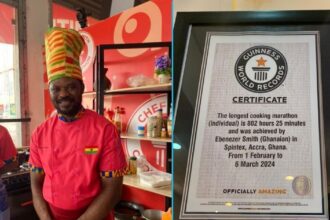 CHEF
GUINNESS
WORLD
RECORDS
CERTIFICATE
The longest cooking marathon
(individual) is 802 hours 25 minutes
and was achieved by
Ebenezer Smith (Ghanaian) in
Spintex, Accra, Ghana.
From 1 February to
6 March 2024
OFFICIALLY AMAZING